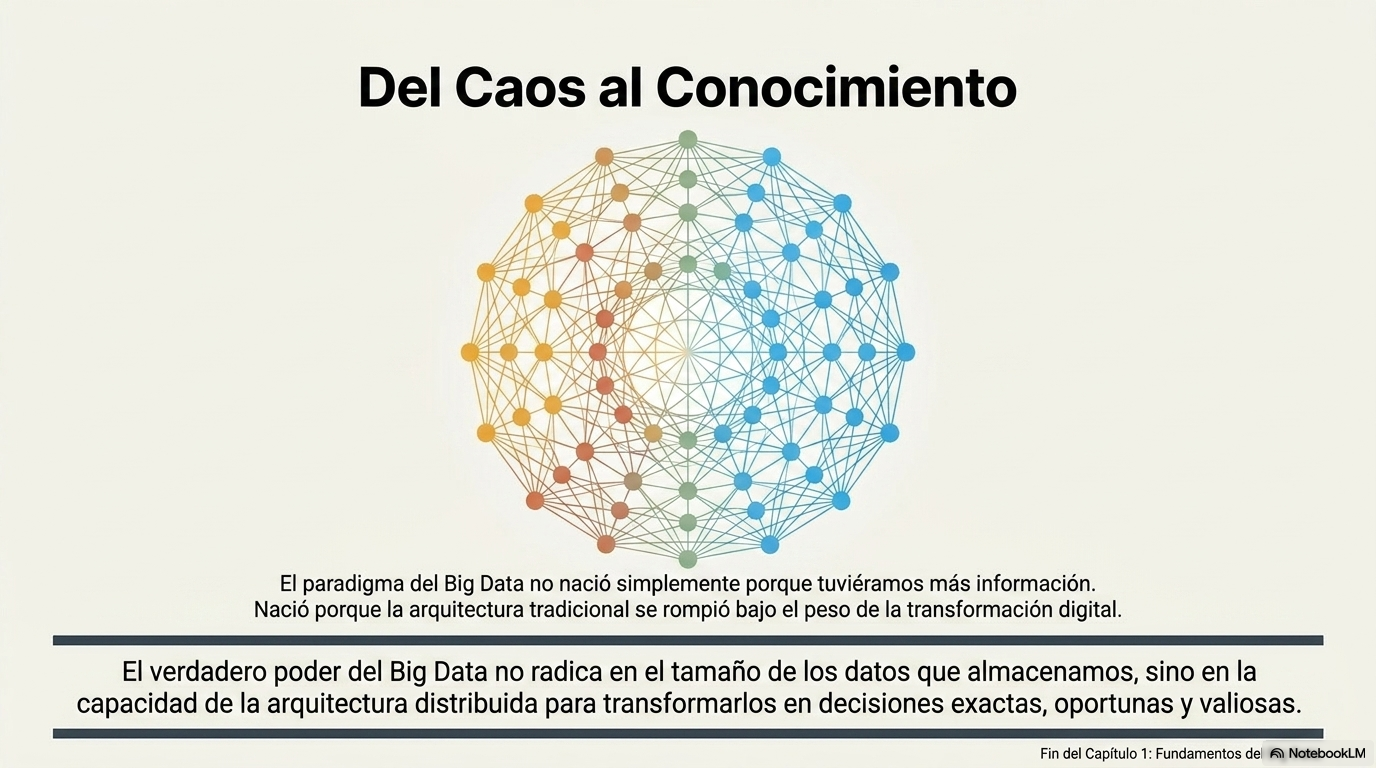 Del Caos al Conocimiento
El paradigma del Big Data no nació simplemente porque tuviéramos más información.
Nació porque la arquitectura tradicional se rompió bajo el peso de la transformación digital.
El verdadero poder del Big Data no radica en el tamaño de los datos que almacenamos, sino en la
capacidad de la arquitectura distribuida para transformarlos en decisiones exactas, oportunas y valiosas.
Fin del Capítulo 1: Fundamentos de NotebookLM